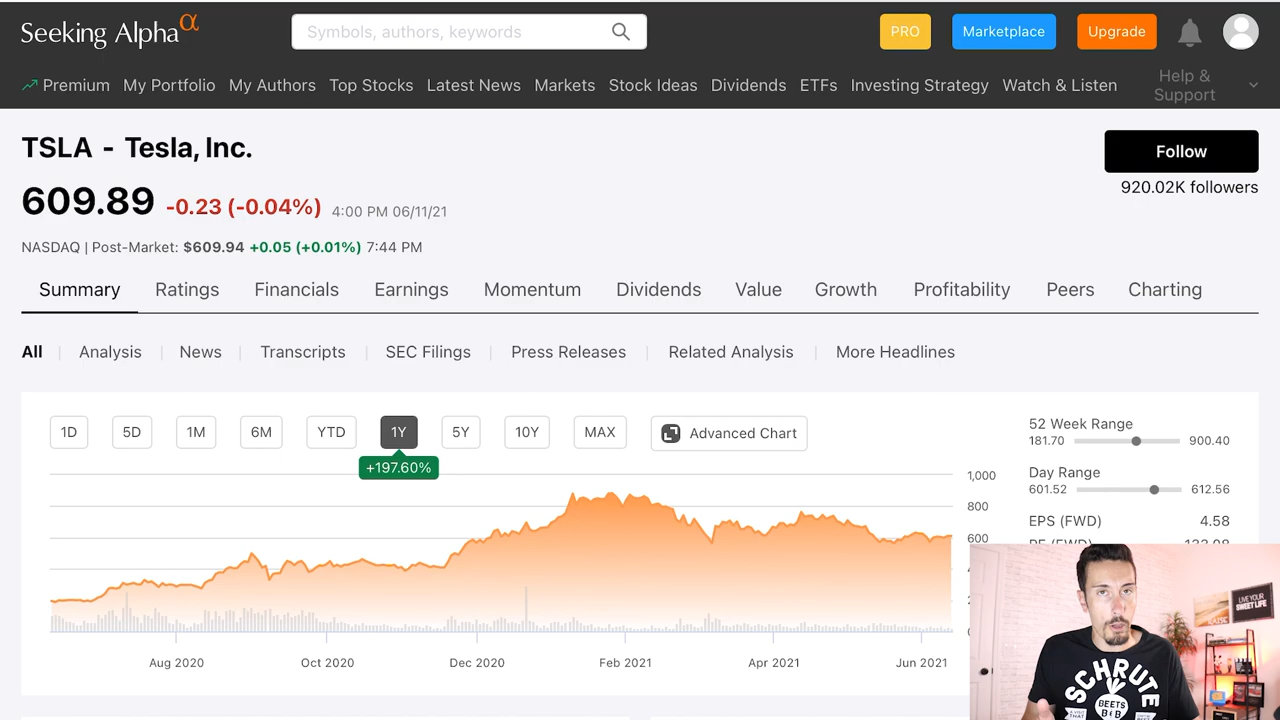 Seeking Alpha α
Symbols, authors, keywords
PRO
Marketplace
Upgrade
Premium My Portfolio My Authors Top Stocks Latest News Markets Stock Ideas Dividends ETFs Investing Strategy Watch & Listen
Help &
Support
TSLA - Tesla, Inc.
Follow
609.89 -0.23 (-0.04%) 4:00 PM 06/11/21
920.02K followers
NASDAQ | Post-Market: $609.94 +0.05 (+0.01%) 7:44 PM
Summary Ratings Financials Earnings Momentum Dividends Value Growth Profitability Peers Charting
All | Analysis | News | Transcripts | SEC Filings | Press Releases | Related Analysis | More Headlines
1D 5D 1M 6M YTD 1Y 5Y 10Y MAX Advanced Chart
+197.60%
1,000
800
600
Aug 2020 Oct 2020 Dec 2020 Feb 2021 Apr 2021 Jun 2021
52 Week Range
181.70 900.40
Day Range
601.52 612.56
EPS (FWD) 4.58
LIVE YOUR
SWEET LIFE
SCHRUTE
BEETS
B&B